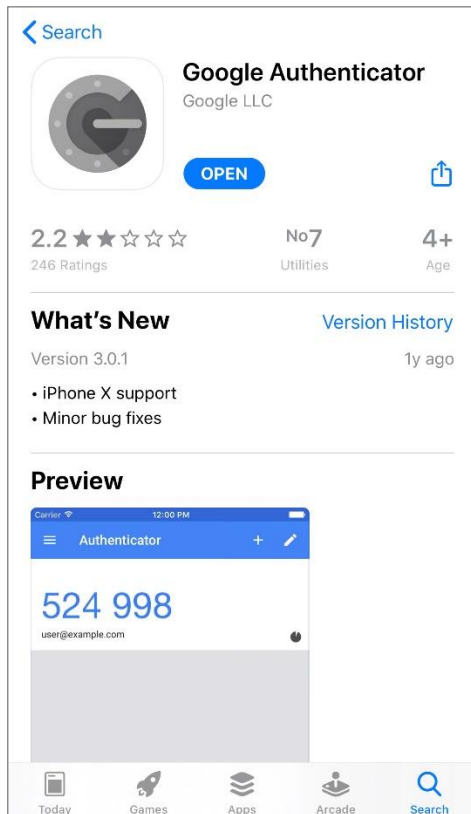 Search
Google Authenticator
Google LLC
OPEN
2.2
No7
4+
246 Ratings
Utilities
Age
What's New
Version History
Version 3.0.1
1y ago
• iPhone X support
• Minor bug fixes
Preview
Carrier
12:00 PM
Authenticator
524 998
user@example.com
Today
Games
Apps
Arcade
Search